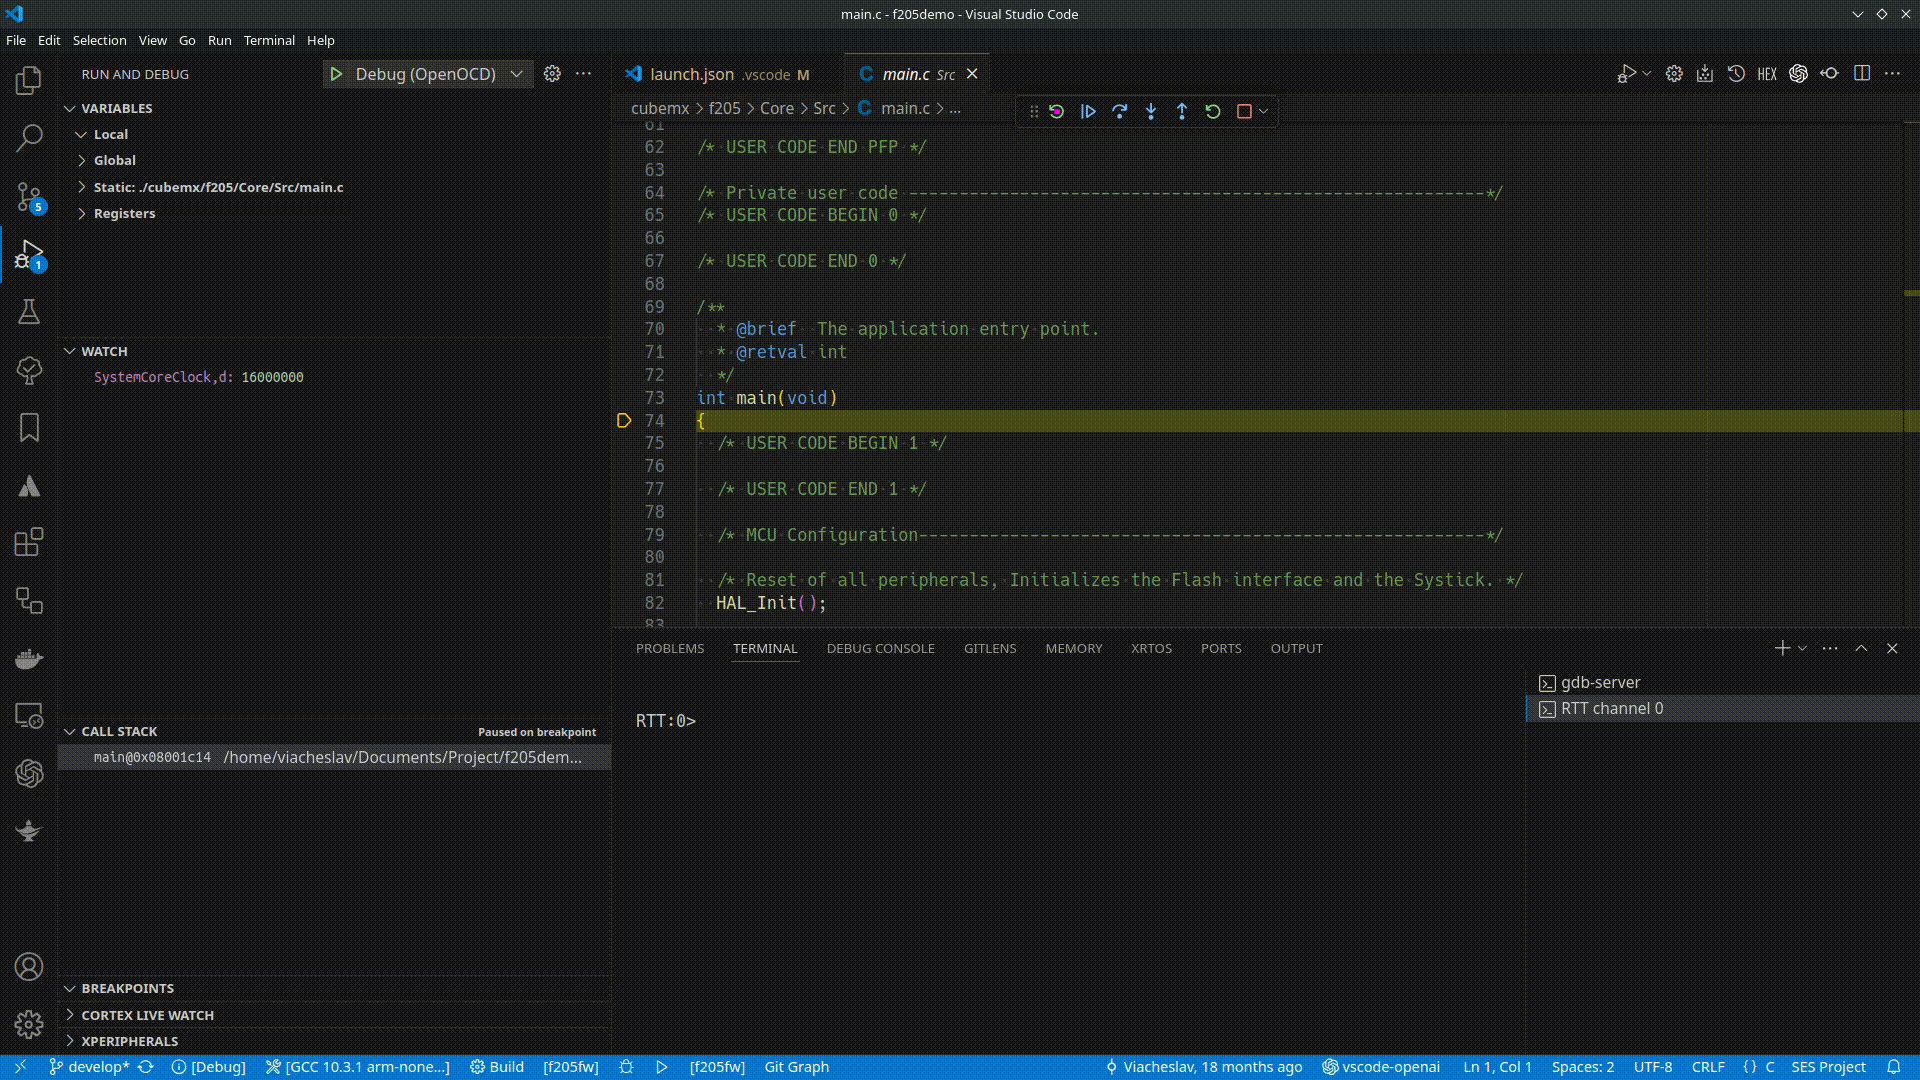 main.c - f205demo - Visual Studio Code
File Edit Selection View Go Run Terminal Help
RUN AND DEBUG
Debug (OpenOCD)
VARIABLES
Local
Global
Static: ./cubemx/f205/Core/Src/main.c
Registers
WATCH
SystemCoreClock,d: 16000000
CALL STACK
Paused on breakpoint
main@0x08001c14 /home/viacheslav/Documents/Project/f205dem...
BREAKPOINTS
CORTEX LIVE WATCH
XPERIPHERALS
5
1
launch.json .vscode M
main.c Src
HEX
cubemx > f205 > Core > Src > C main.c > ...
61
62 /* USER CODE END PFP */
63
64 /* Private user code ---------------------------------------------------------*/
65 /* USER CODE BEGIN 0 */
66
67 /* USER CODE END 0 */
68
69 /**
70 * @brief The application entry point.
71 * @retval int
72 */
73 int main(void)
74 {
75 /* USER CODE BEGIN 1 */
76
77 /* USER CODE END 1 */
78
79 /* MCU Configuration--------------------------------------------------------*/
80
81 /* Reset of all peripherals, Initializes the Flash interface and the Systick. */
82 HAL_Init();
83
PROBLEMS TERMINAL DEBUG CONSOLE GITLENS MEMORY XRTOS PORTS OUTPUT
RTT:0>
gdb-server
RTT channel 0
develop* [Debug] [GCC 10.3.1 arm-none...] Build [f205fw] [f205fw] Git Graph
Viacheslav, 18 months ago vscode-openai Ln 1, Col 1 Spaces: 2 UTF-8 CRLF {} C SES Project